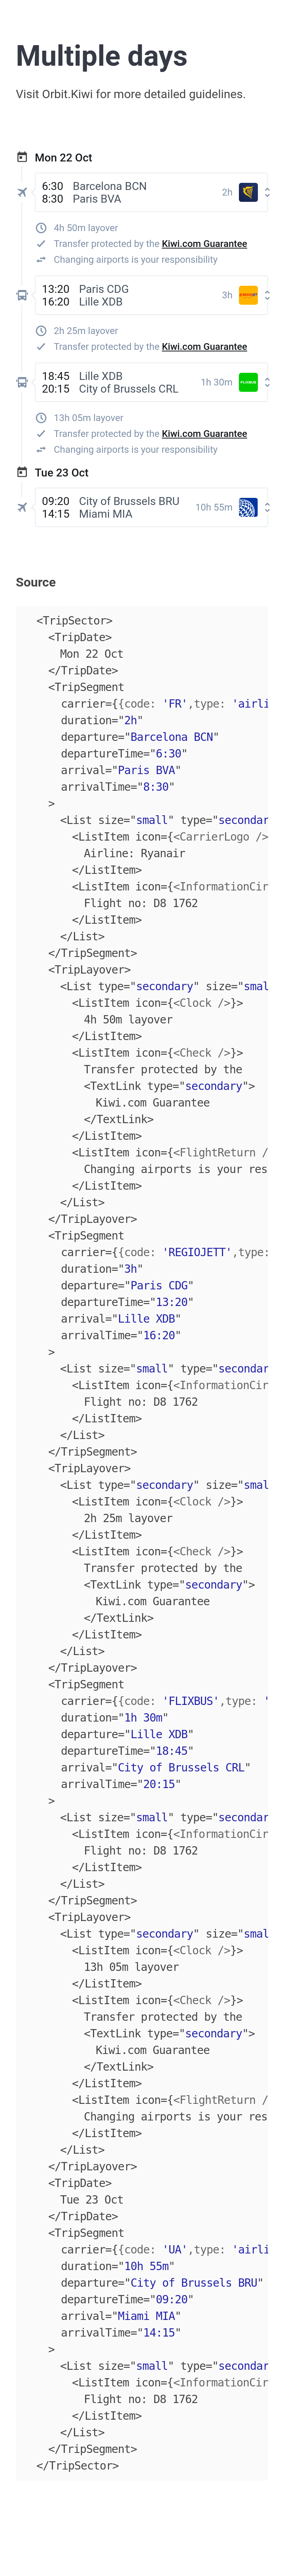 Multiple days
Visit Orbit.Kiwi for more detailed guidelines.
Mon 22 Oct
6:30 Barcelona BCN
8:30 Paris BVA
2h
4h 50m layover
Transfer protected by the Kiwi.com Guarantee
Changing airports is your responsibility
13:20 Paris CDG
16:20 Lille XDB
3h
2h 25m layover
Transfer protected by the Kiwi.com Guarantee
18:45 Lille XDB
20:15 City of Brussels CRL
1h 30m
FLIXBUS
13h 05m layover
Transfer protected by the Kiwi.com Guarantee
Changing airports is your responsibility
Tue 23 Oct
09:20 City of Brussels BRU
14:15 Miami MIA
10h 55m
Source
<TripSector>
<TripDate>
Mon 22 Oct
</TripDate>
<TripSegment
carrier={{code: 'FR',type: 'airli
duration="2h"
departure="Barcelona BCN"
departureTime="6:30"
arrival="Paris BVA"
arrivalTime="8:30"
>
<List size="small" type="secondar
<ListItem icon={<CarrierLogo />
Airline: Ryanair
</ListItem>
<ListItem icon={<InformationCir
Flight no: D8 1762
</ListItem>
</List>
</TripSegment>
<TripLayover>
<List type="secondary" size="smal
<ListItem icon={<Clock />}>
4h 50m layover
</ListItem>
<ListItem icon={<Check />}>
Transfer protected by the
<TextLink type="secondary">
Kiwi.com Guarantee
</TextLink>
</ListItem>
<ListItem icon={<FlightReturn /
Changing airports is your res
</ListItem>
</List>
</TripLayover>
<TripSegment
carrier={{code: 'REGIOJETT',type:
duration="3h"
departure="Paris CDG"
departureTime="13:20"
arrival="Lille XDB"
arrivalTime="16:20"
>
<List size="small" type="secondar
<ListItem icon={<InformationCir
Flight no: D8 1762
</ListItem>
</List>
</TripSegment>
<TripLayover>
<List type="secondary" size="smal
<ListItem icon={<Clock />}>
2h 25m layover
</ListItem>
<ListItem icon={<Check />}>
Transfer protected by the
<TextLink type="secondary">
Kiwi.com Guarantee
</TextLink>
</ListItem>
</List>
</TripLayover>
<TripSegment
carrier={{code: 'FLIXBUS',type: '
duration="1h 30m"
departure="Lille XDB"
departureTime="18:45"
arrival="City of Brussels CRL"
arrivalTime="20:15"
>
<List size="small" type="secondar
<ListItem icon={<InformationCir
Flight no: D8 1762
</ListItem>
</List>
</TripSegment>
<TripLayover>
<List type="secondary" size="smal
<ListItem icon={<Clock />}>
13h 05m layover
</ListItem>
<ListItem icon={<Check />}>
Transfer protected by the
<TextLink type="secondary">
Kiwi.com Guarantee
</TextLink>
</ListItem>
<ListItem icon={<FlightReturn /
Changing airports is your res
</ListItem>
</List>
</TripLayover>
<TripDate>
Tue 23 Oct
</TripDate>
<TripSegment
carrier={{code: 'UA',type: 'airli
duration="10h 55m"
departure="City of Brussels BRU"
departureTime="09:20"
arrival="Miami MIA"
arrivalTime="14:15"
>
<List size="small" type="secondar
<ListItem icon={<InformationCir
Flight no: D8 1762
</ListItem>
</List>
</TripSegment>
</TripSector>